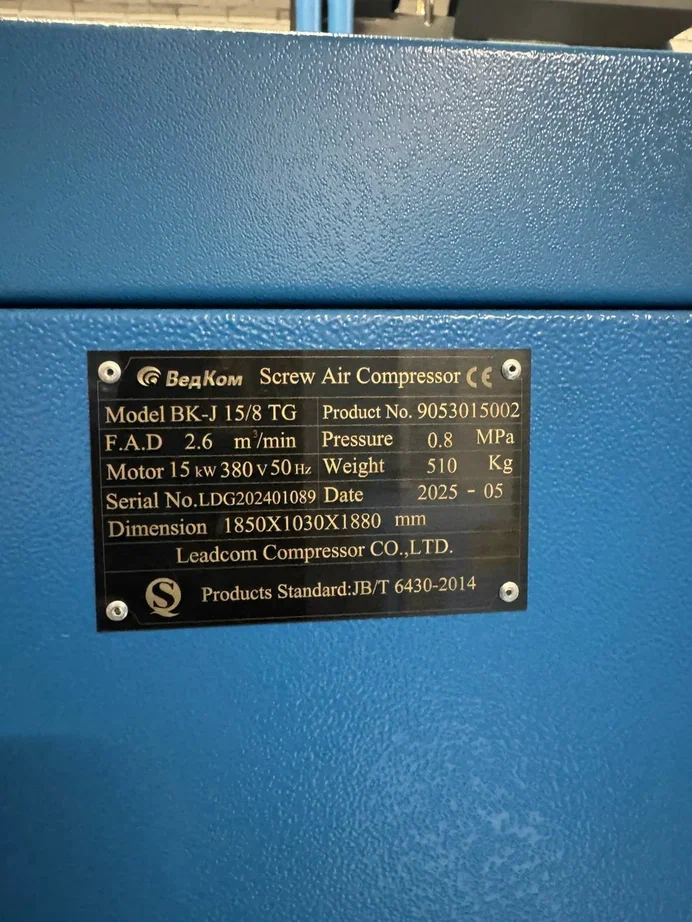 ВедКом Screw Air Compressor CE
Model BK-J 15/8 TG Product No. 9053015002
F.A.D 2.6 m³/min Pressure 0.8 MPa
Motor 15 kW 380 V 50 Hz Weight 510 Kg
Serial No.LDG202401089 Date 2025 - 05
Dimension 1850X1030X1880 mm
Leadcom Compressor CO.,LTD.
Products Standard:JB/T 6430-2014